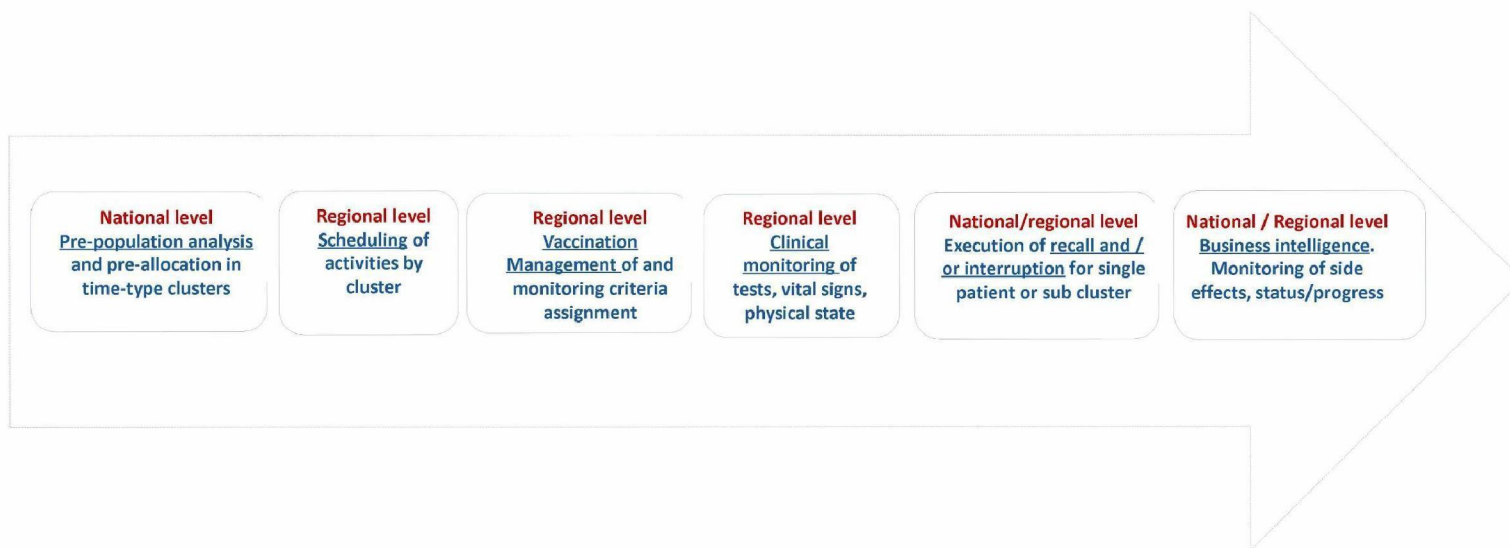 National level
Pre-population analysis
and pre-allocation in
time-type clusters
Regional level
Scheduling of
activities by
cluster
Regional level
Vaccination
Management of and
monitoring criteria
assignment
Regional level
Clinical
monitoring of
tests, vital signs,
physical state
National/regional level
Execution of recall and /
or interruption for single
patient or sub cluster
National / Regional level
Business intelligence.
Monitoring of side
effects, status/progress